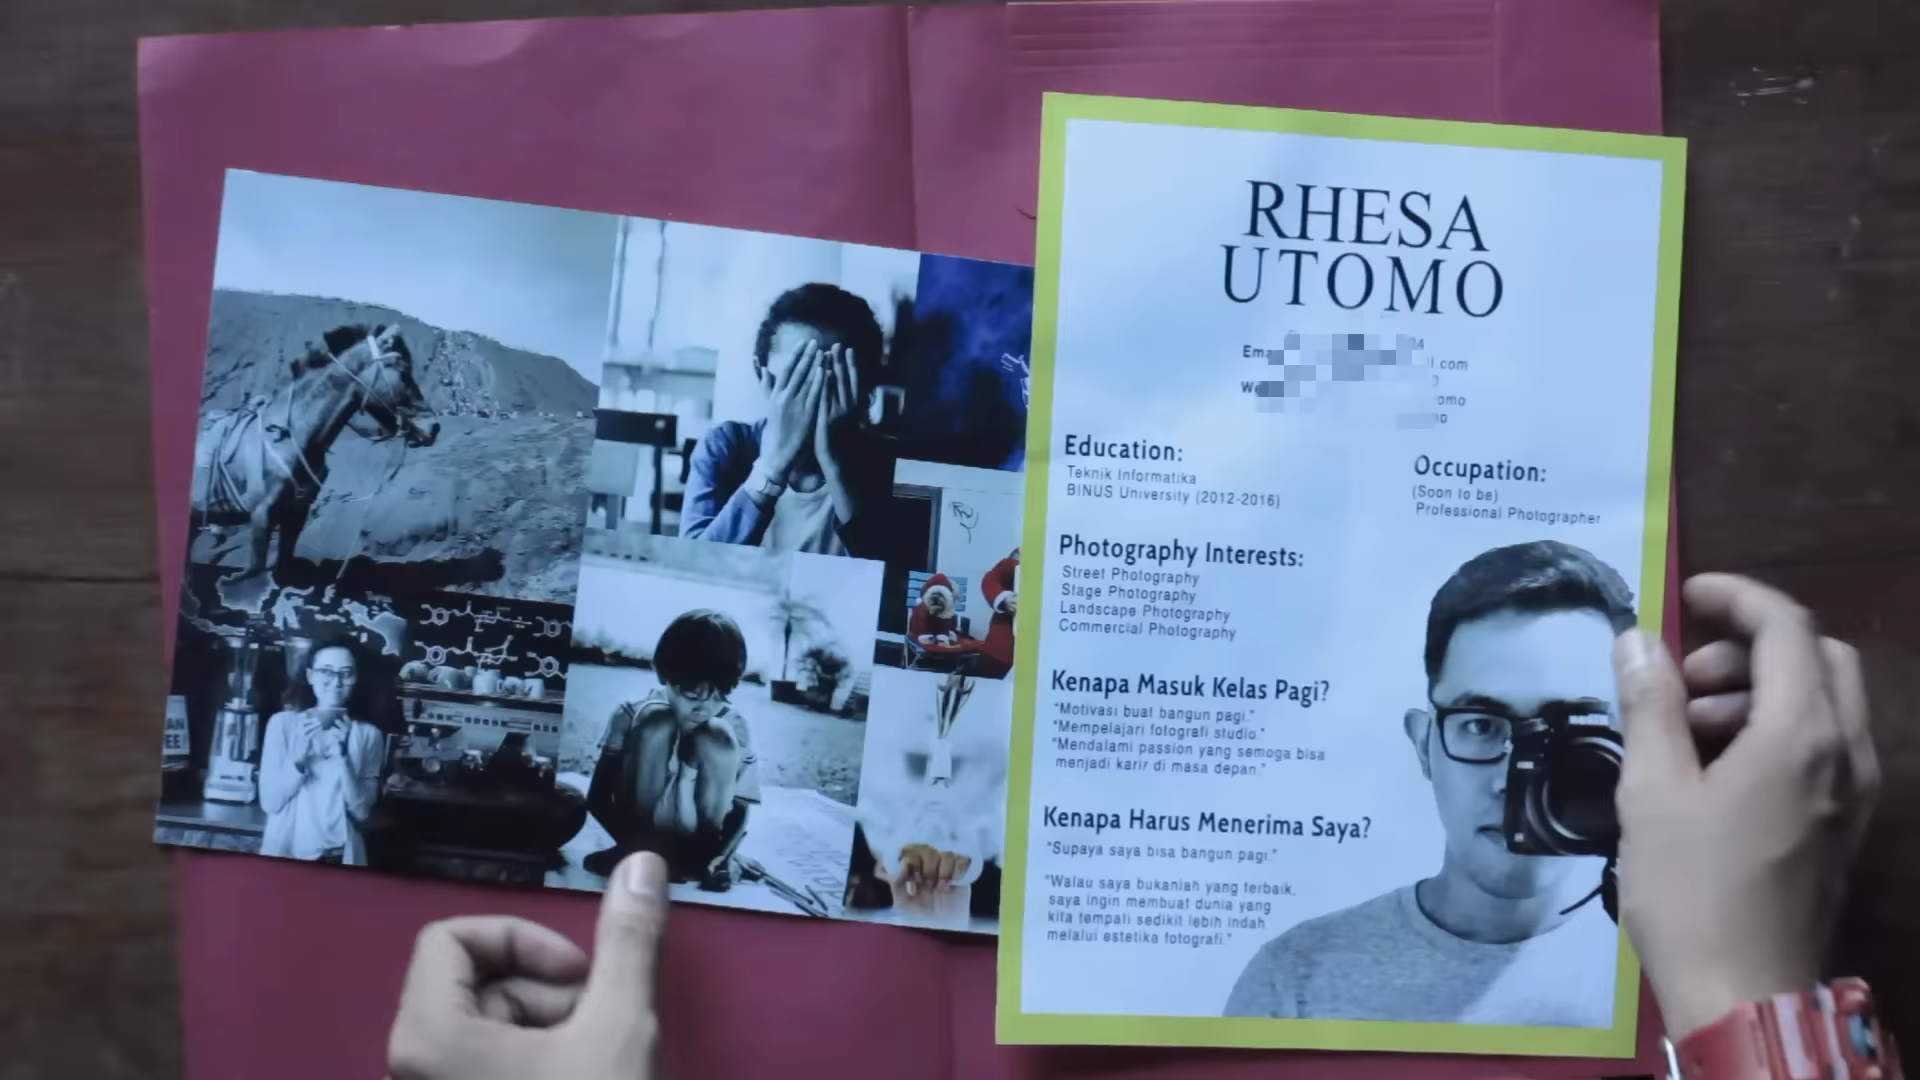 RHESA
UTOMO
Education:
Teknik Informatika
BINUS University (2012-2016)
Occupation:
(Soon to be)
Professional Photographer
Photography Interests:
Street Photography
Stage Photography
Landscape Photography
Commercial Photography
Kenapa Masuk Kelas Pagi?
"Motivasi buat bangun pagi."
"Mempelajari fotografi studio."
"Mendalami passion yang semoga bisa
menjadi karir di masa depan."
Kenapa Harus Menerima Saya?
"Supaya saya bisa bangun pagi."
"Walau saya bukanlah yang terbaik,
saya ingin membuat dunia yang
kita tempati sedikit lebih indah
melalui estetika fotografi."